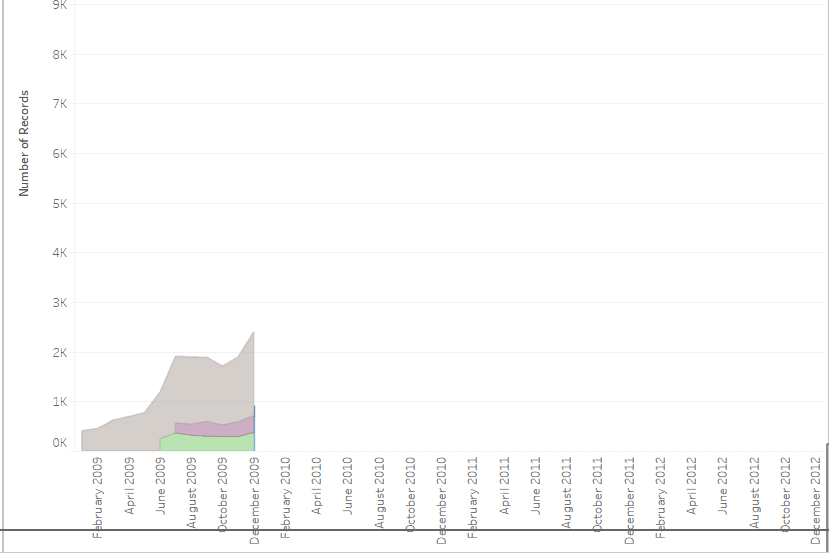 9K
8K
7K
6K
5K
4K
3K
2K
1K
0K
Number of Records
February 2009
April 2009
June 2009
August 2009
October 2009
December 2009
February 2010
April 2010
June 2010
August 2010
October 2010
December 2010
February 2011
April 2011
June 2011
August 2011
October 2011
December 2011
February 2012
April 2012
June 2012
August 2012
October 2012
December 2012